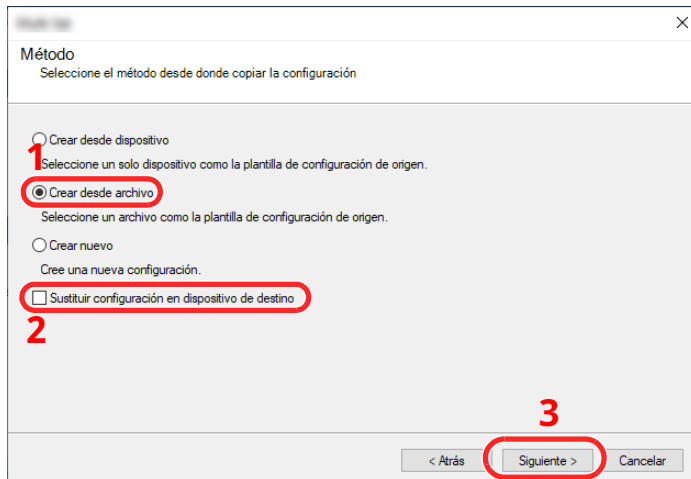 Método
Seleccione el método desde donde copiar la configuración
Crear desde dispositivo
1
Seleccione un solo dispositivo como la plantilla de configuración de origen.
Crear desde archivo
Seleccione un archivo como la plantilla de configuración de origen.
Crear nuevo
Cree una nueva configuración.
Sustituir configuración en dispositivo de destino
2
3
< Atrás Siguiente > Cancelar